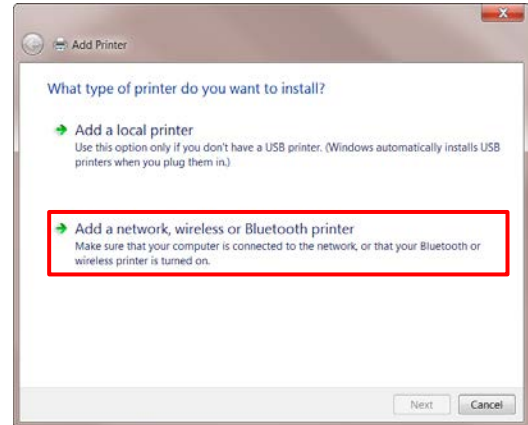 Add Printer
What type of printer do you want to install?
Add a local printer
Use this option only if you don't have a USB printer. (Windows automatically installs USB
printers when you plug them in.)
Add a network, wireless or Bluetooth printer
Make sure that your computer is connected to the network, or that your Bluetooth or
wireless printer is turned on.
Next
Cancel